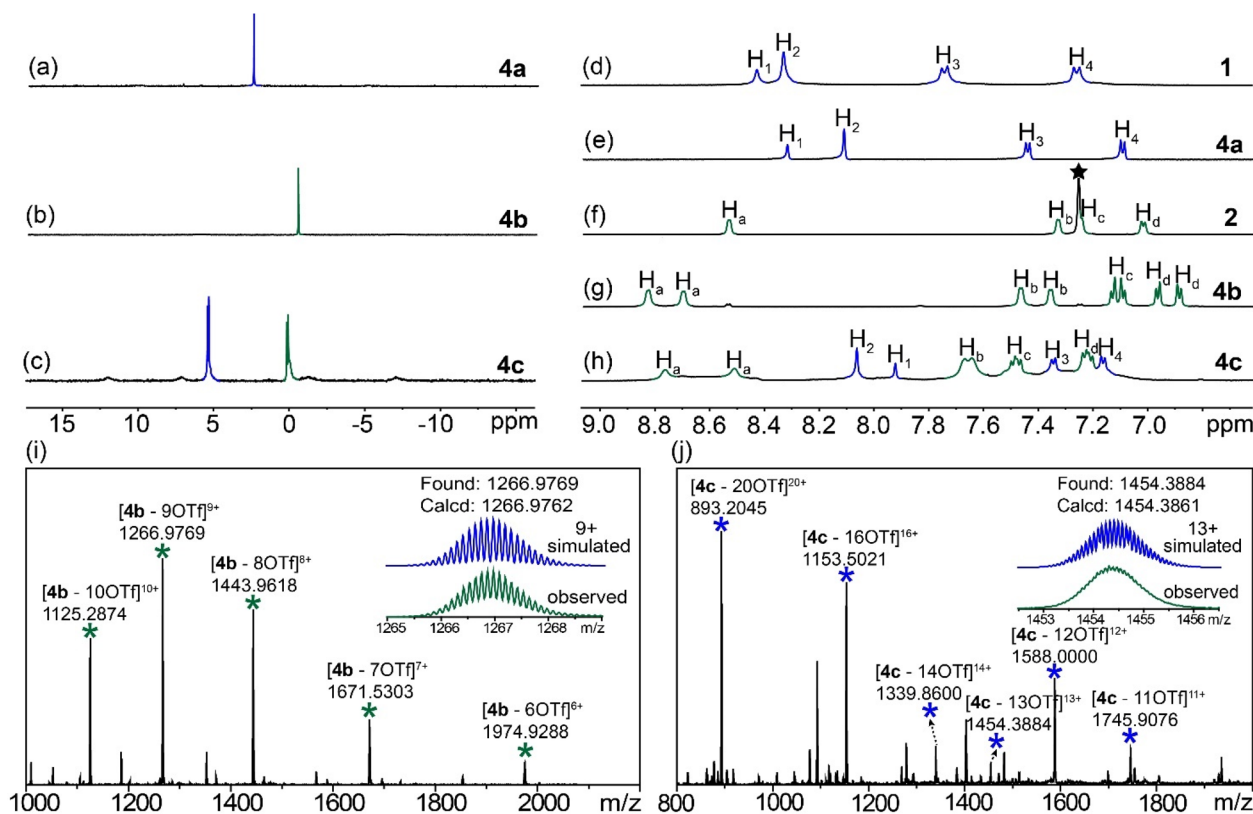 (a)
4a
(b)
4b
(c)
4c
15 10 5 0 -5 -10 ppm
(d)
H1 H2 H3 H4
1
(e)
H1 H2 H3 H4
4a
(f)
Ha Hb ★ Hc Hd
2
(g)
Ha Ha Hb Hb Hc Hd Hd
4b
(h)
Ha Ha H2 H1 Hb Hc H3 Hd H4
4c
9.0 8.8 8.6 8.4 8.2 8.0 7.8 7.6 7.4 7.2 7.0 ppm
(i)
[4b - 10OTf]10+
1125.2874
[4b - 9OTf]9+
1266.9769
[4b - 8OTf]8+
1443.9618
[4b - 7OTf]7+
1671.5303
[4b - 6OTf]6+
1974.9288
Found: 1266.9769
Calcd: 1266.9762
9+
simulated
observed
1265 1266 1267 1268 m/z
1000 1200 1400 1600 1800 2000 m/z
(j)
[4c - 20OTf]20+
893.2045
[4c - 16OTf]16+
1153.5021
[4c - 14OTf]14+
1339.8600
[4c - 13OTf]13+
1454.3884
[4c - 12OTf]12+
1588.0000
[4c - 11OTf]11+
1745.9076
Found: 1454.3884
Calcd: 1454.3861
13+
simulated
observed
1453 1454 1455 1456 m/z
800 1000 1200 1400 1600 1800 m/z